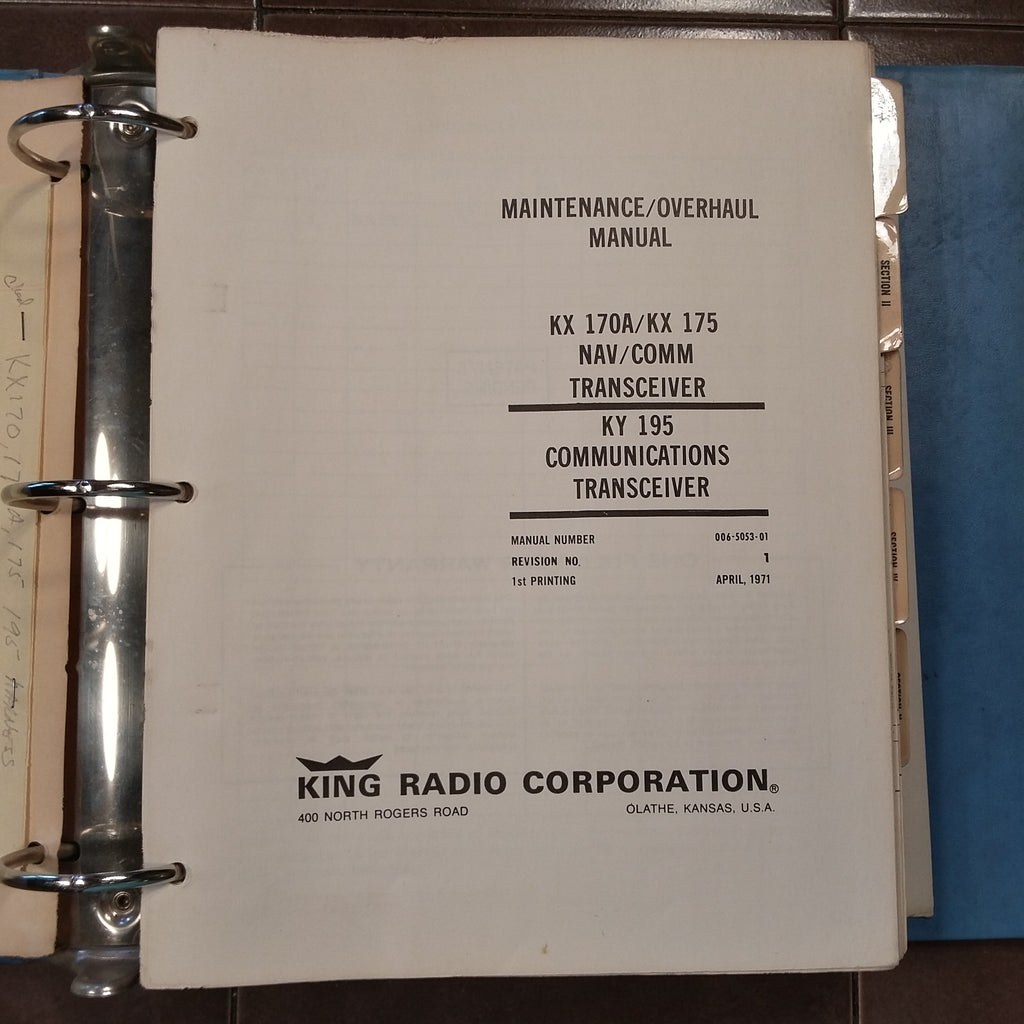 MAINTENANCE/OVERHAUL
MANUAL
KX 170A/KX 175
NAV/COMM
TRANSCEIVER
KY 195
COMMUNICATIONS
TRANSCEIVER
MANUAL NUMBER 006-5053-01
REVISION NO. 1
1st PRINTING APRIL, 1971
KING RADIO CORPORATION®
400 NORTH ROGERS ROAD OLATHE, KANSAS, U.S.A.
SECTION II
SECTION III
SECTION IV
KX170, 170A, 175 195